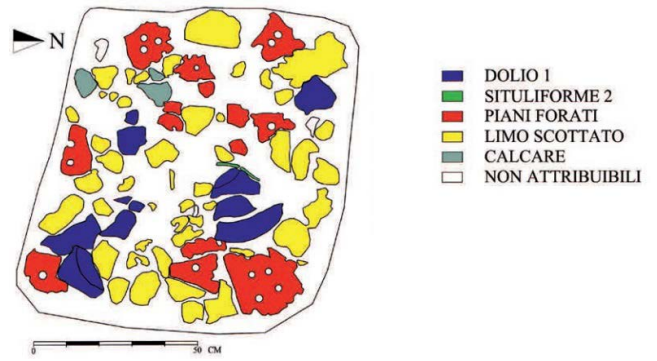 N
DOLIO 1
SITULIFORME 2
PIANI FORATI
LIMO SCOTTATO
CALCARE
NON ATTRIBUIBILI
0 50 CM